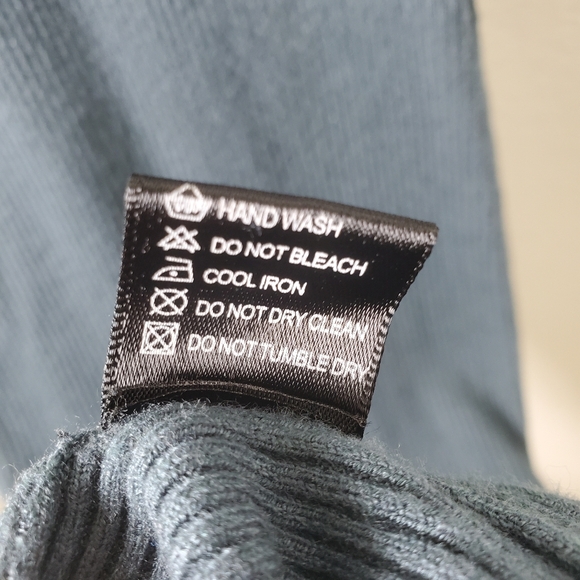 HAND WASH
DO NOT BLEACH
COOL IRON
DO NOT DRY CLEAN
DO NOT TUMBLE DRY